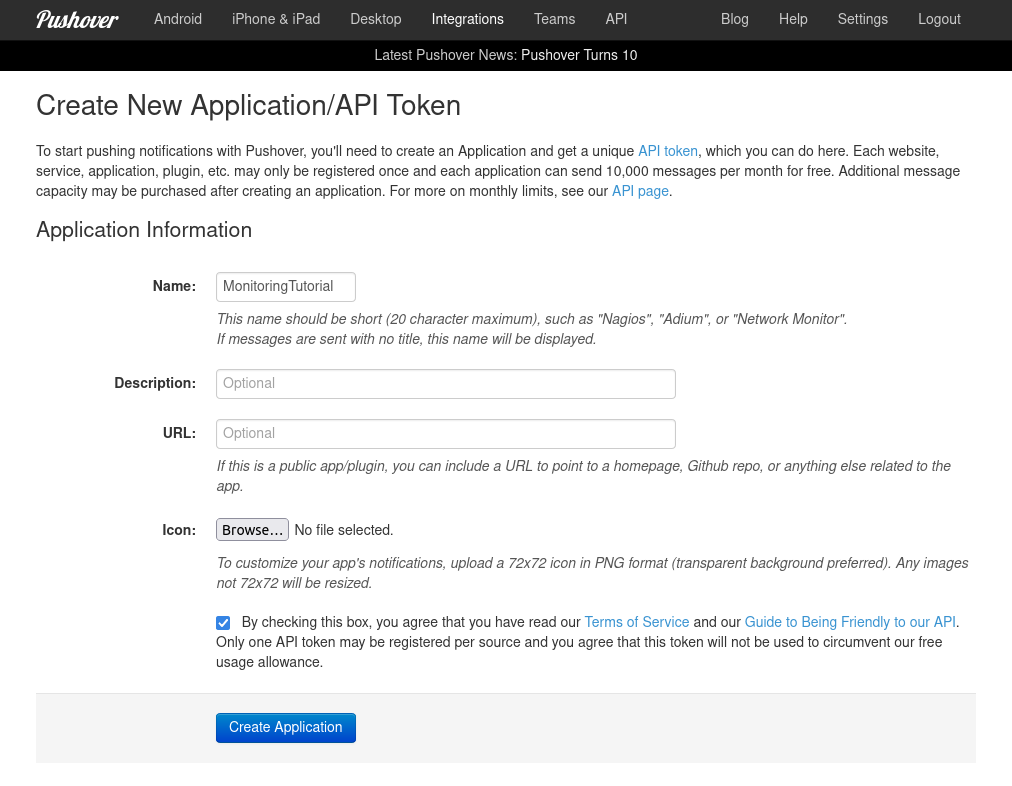 Pushover Android iPhone & iPad Desktop Integrations Teams API Blog Help Settings Logout
Latest Pushover News: Pushover Turns 10
Create New Application/API Token
To start pushing notifications with Pushover, you'll need to create an Application and get a unique API token, which you can do here. Each website,
service, application, plugin, etc. may only be registered once and each application can send 10,000 messages per month for free. Additional message
capacity may be purchased after creating an application. For more on monthly limits, see our API page.
Application Information
Name: MonitoringTutorial
This name should be short (20 character maximum), such as "Nagios", "Adium", or "Network Monitor".
If messages are sent with no title, this name will be displayed.
Description: Optional
URL: Optional
If this is a public app/plugin, you can include a URL to point to a homepage, Github repo, or anything else related to the
app.
Icon: Browse... No file selected.
To customize your app's notifications, upload a 72x72 icon in PNG format (transparent background preferred). Any images
not 72x72 will be resized.
By checking this box, you agree that you have read our Terms of Service and our Guide to Being Friendly to our API.
Only one API token may be registered per source and you agree that this token will not be used to circumvent our free
usage allowance.
Create Application